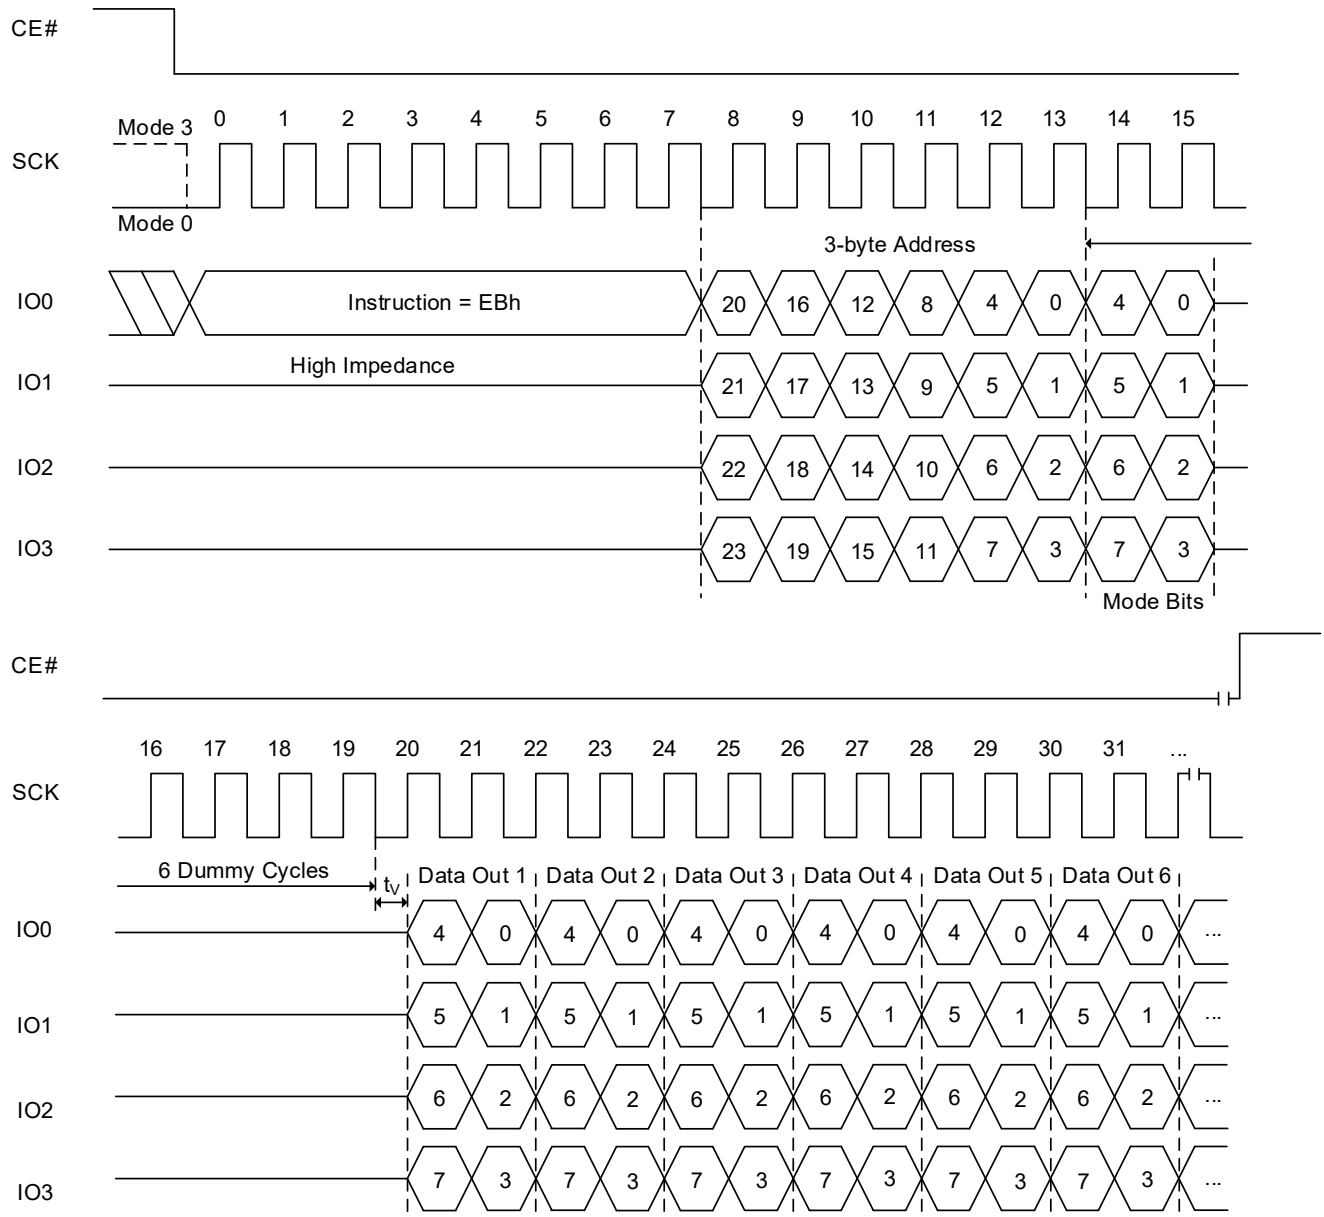 CE#
Mode 3 0 1 2 3 4 5 6 7 8 9 10 11 12 13 14 15
SCK
Mode 0
3-byte Address
IO0 Instruction = EBh 20 16 12 8 4 0 4 0
High Impedance
IO1 21 17 13 9 5 1 5 1
IO2 22 18 14 10 6 2 6 2
IO3 23 19 15 11 7 3 7 3
Mode Bits
CE#
16 17 18 19 20 21 22 23 24 25 26 27 28 29 30 31 ...
SCK
6 Dummy Cycles tV Data Out 1 Data Out 2 Data Out 3 Data Out 4 Data Out 5 Data Out 6
IO0 4 0 4 0 4 0 4 0 4 0 4 0 ...
IO1 5 1 5 1 5 1 5 1 5 1 5 1 ...
IO2 6 2 6 2 6 2 6 2 6 2 6 2 ...
IO3 7 3 7 3 7 3 7 3 7 3 7 3 ...